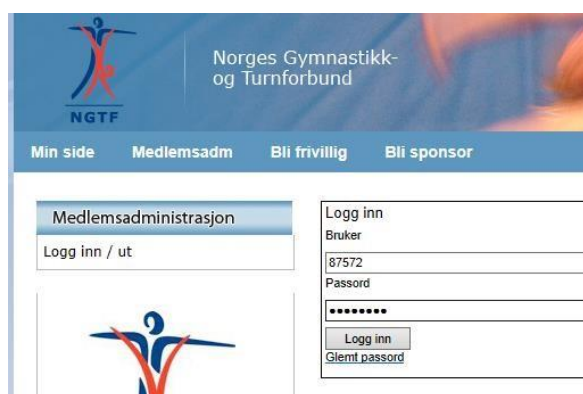 Norges Gymnastikk-
og Turnforbund
NGTF
Min side Medlemsadm Bli frivillig Bli sponsor
Medlemsadministrasjon
Logg inn / ut
Logg inn
Bruker
87572
Passord
••••••••
Logg inn
Glemt passord